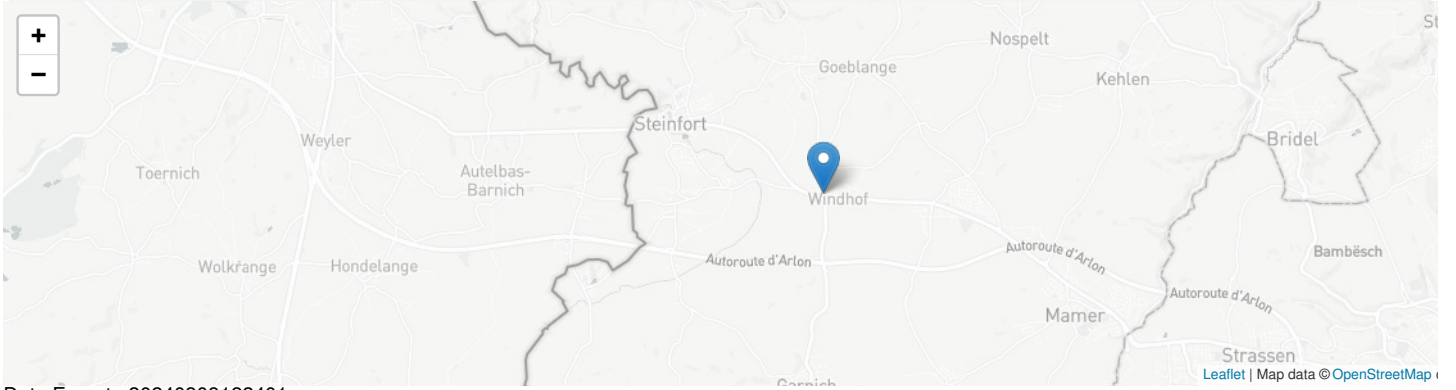 +
−
Nospelt
Goeblange
Kehlen
Steinfort
Weyler
Bridel
Toernich
Autelbas-
Barnich
Windhof
Bambësch
Autoroute d'Arlon
Autoroute d'Arlon
Wolkrange
Hondelange
Autoroute d'Arlon
Mamer
Strassen
Garnich
Leaflet | Map data © OpenStreetMap